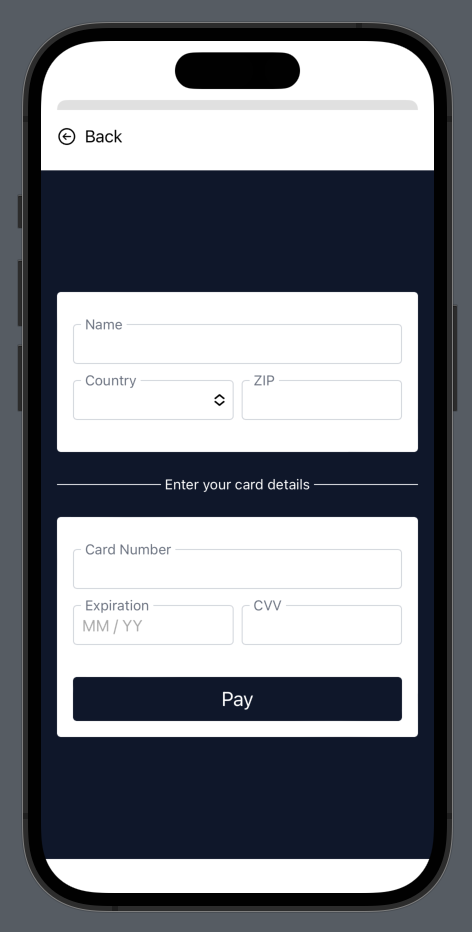 Back
Name
Country
ZIP
Enter your card details
Card Number
Expiration
CVV
MM / YY
Pay